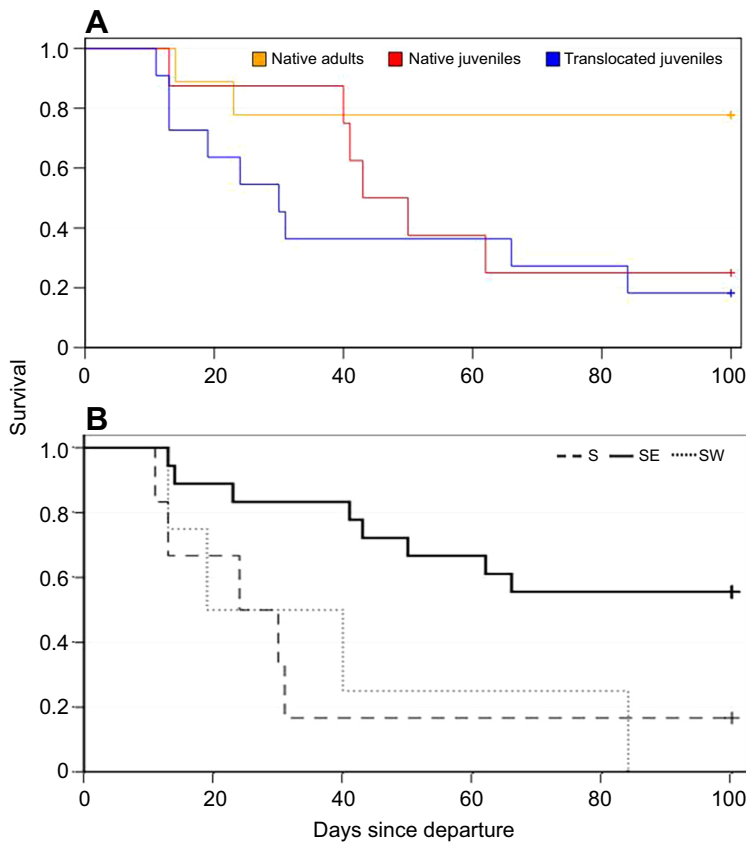 A
1.0
Native adults Native juveniles Translocated juveniles
0.8
0.6
0.4
0.2
0
0 20 40 60 80 100
Survival
B
1.0
S SE SW
0.8
0.6
0.4
0.2
0
0 20 40 60 80 100
Days since departure